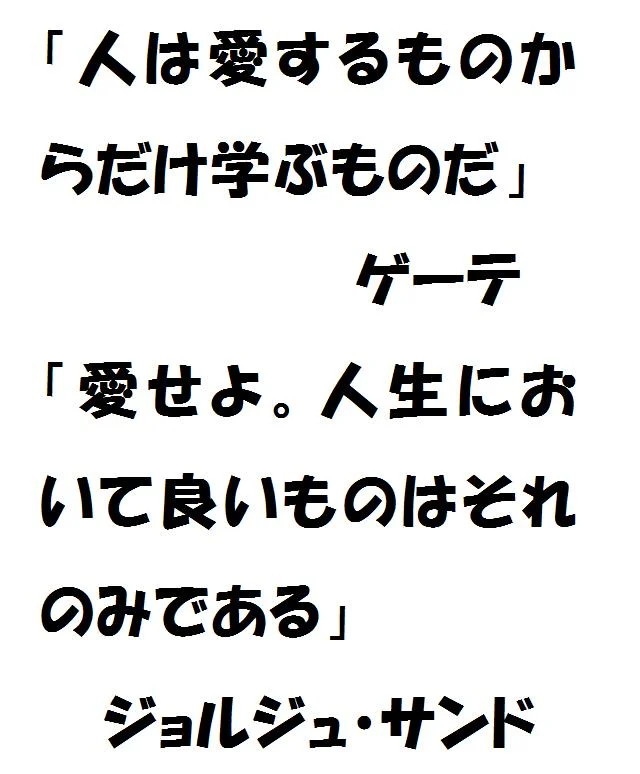 「人は愛するものか
らだけ学ぶものだ」
ゲーテ
「愛せよ。人生にお
いて良いものはそれ
のみである」
ジョルジュ・サンド